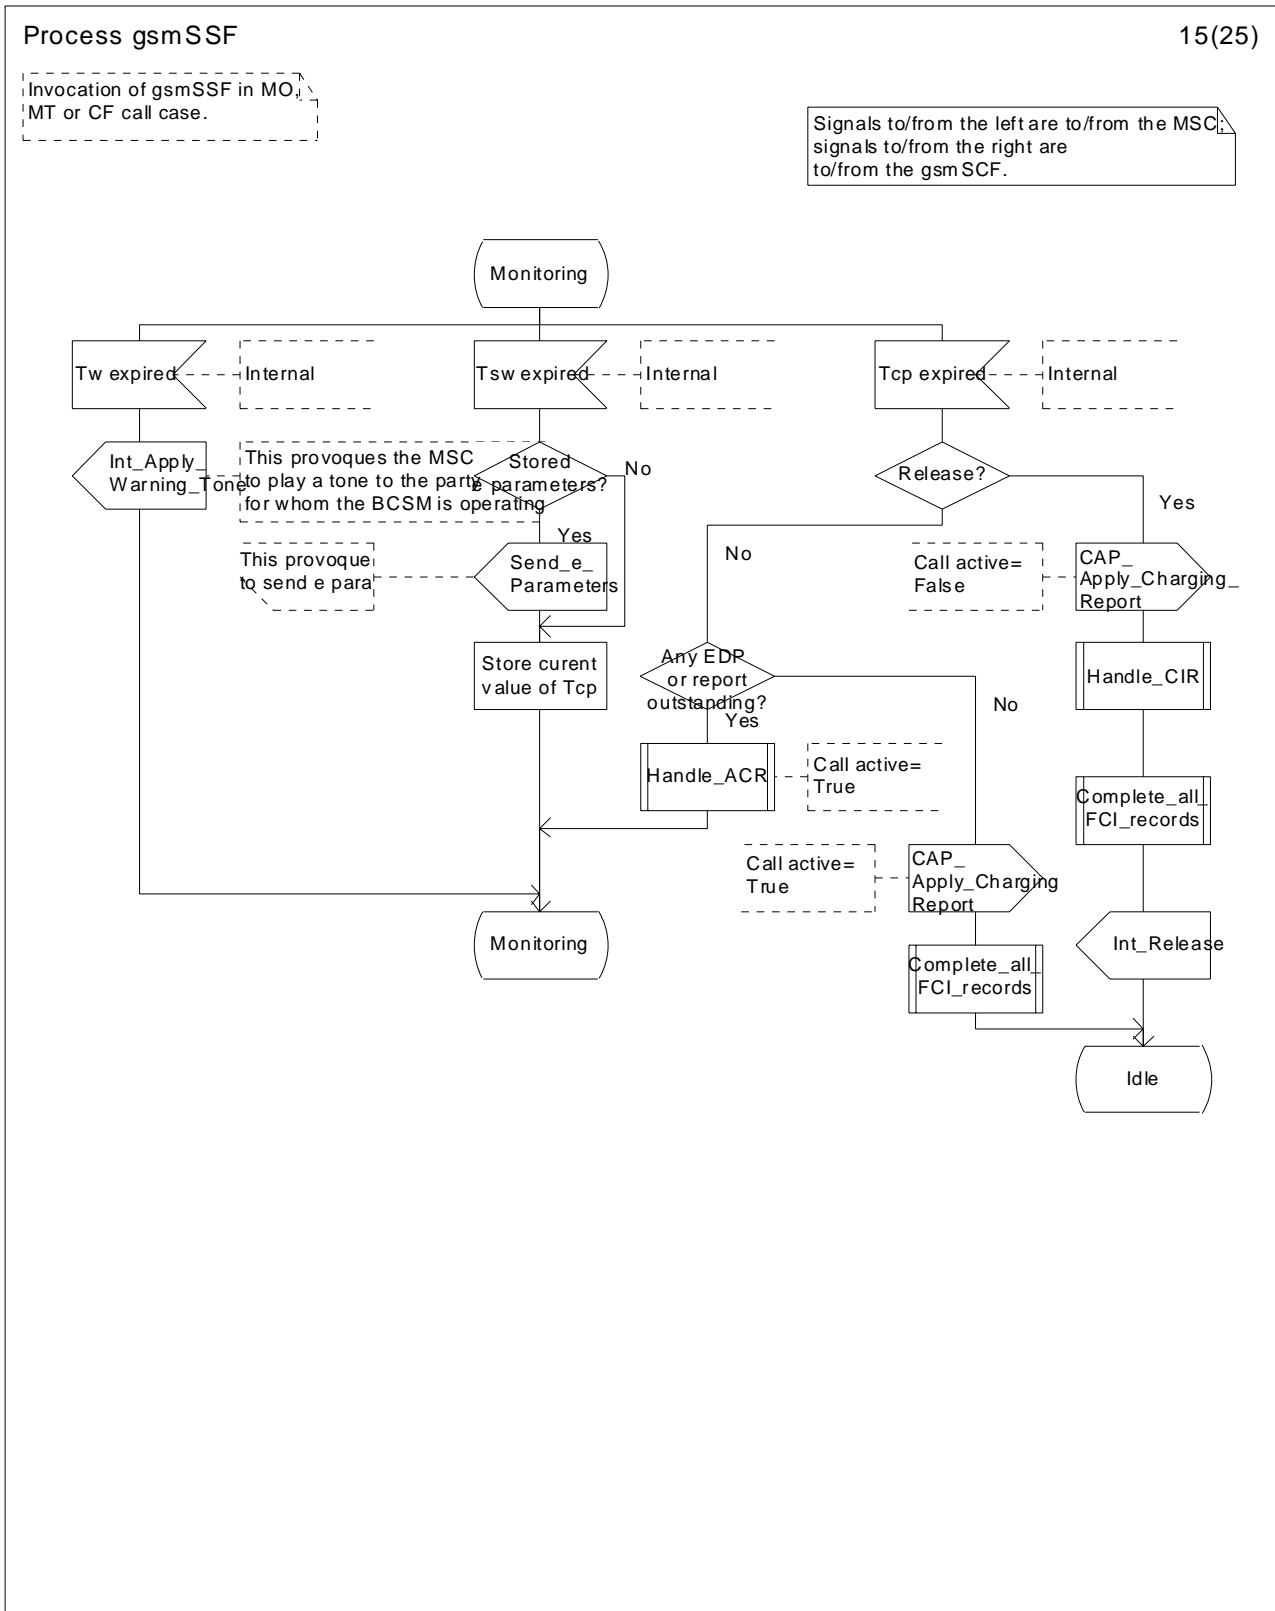 Process gsmSSF
15(25)
Invocation of gsmSSF in MO,
MT or CF call case.
Signals to/from the left are to/from the MSC;
signals to/from the right are
to/from the gsmSCF.
Monitoring
Tw expired
Internal
Tsw expired
Internal
Tcp expired
Internal
Int_Apply_
Warning_Tone
This provoques the MSC
to play a tone to the party
for whom the BCSM is operating
Stored
e parameters?
No
Release?
Yes
Yes
No
This provoque
to send e para
Send_e_
Parameters
Call active=
False
CAP_
Apply_Charging_
Report
Store curent
value of Tcp
Any EDP
or report
outstanding?
Handle_CIR
Yes
No
Handle_ACR
Call active=
True
Complete_all_
FCI_records
Call active=
True
CAP_
Apply_Charging
Report
Monitoring
Int_Release
Complete_all_
FCI_records
Idle